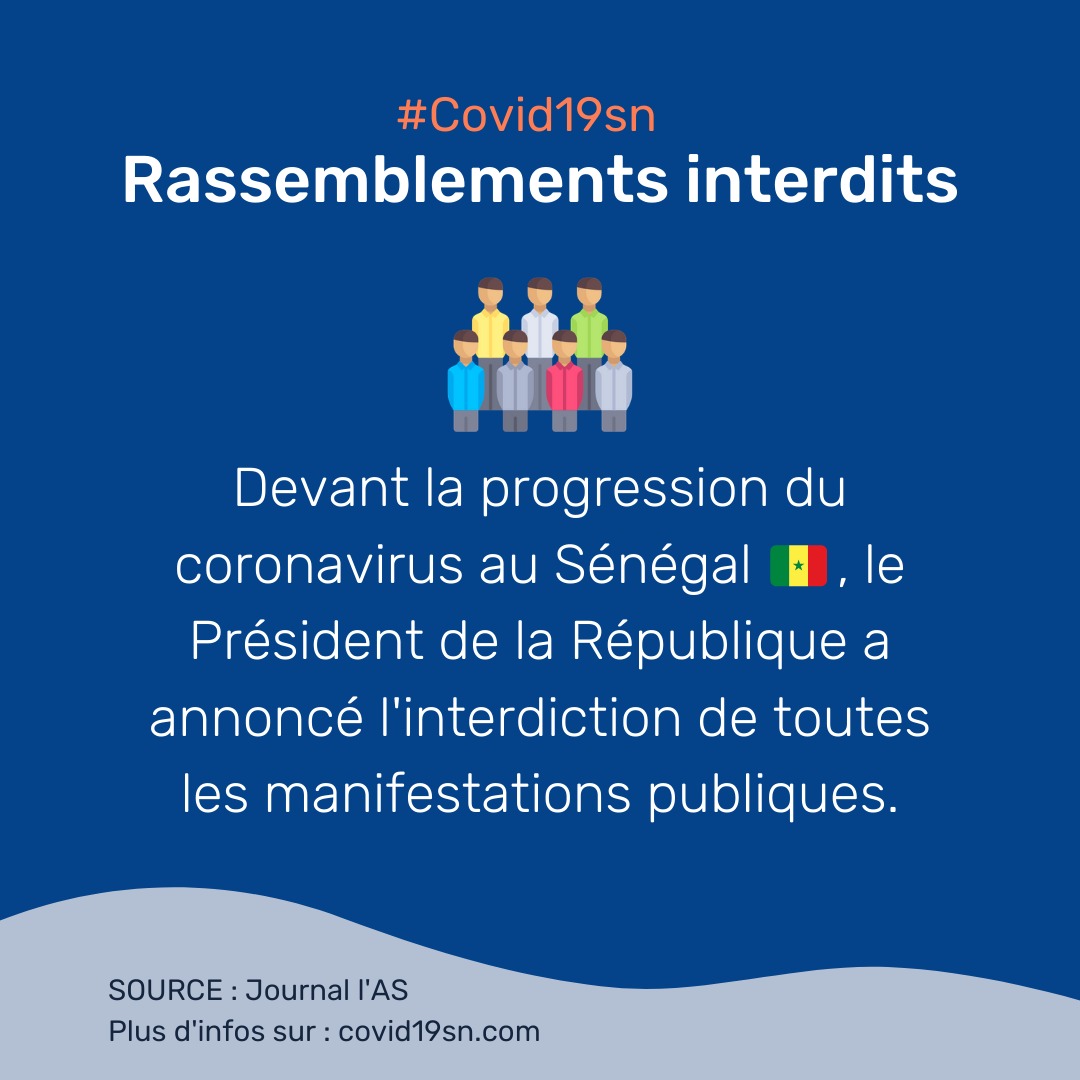 #Covid19sn
Rassemblements interdits
Devant la progression du
coronavirus au Sénégal 🇸🇳, le
Président de la République a
annoncé l'interdiction de toutes
les manifestations publiques.
SOURCE : Journal l'AS
Plus d'infos sur : covid19sn.com